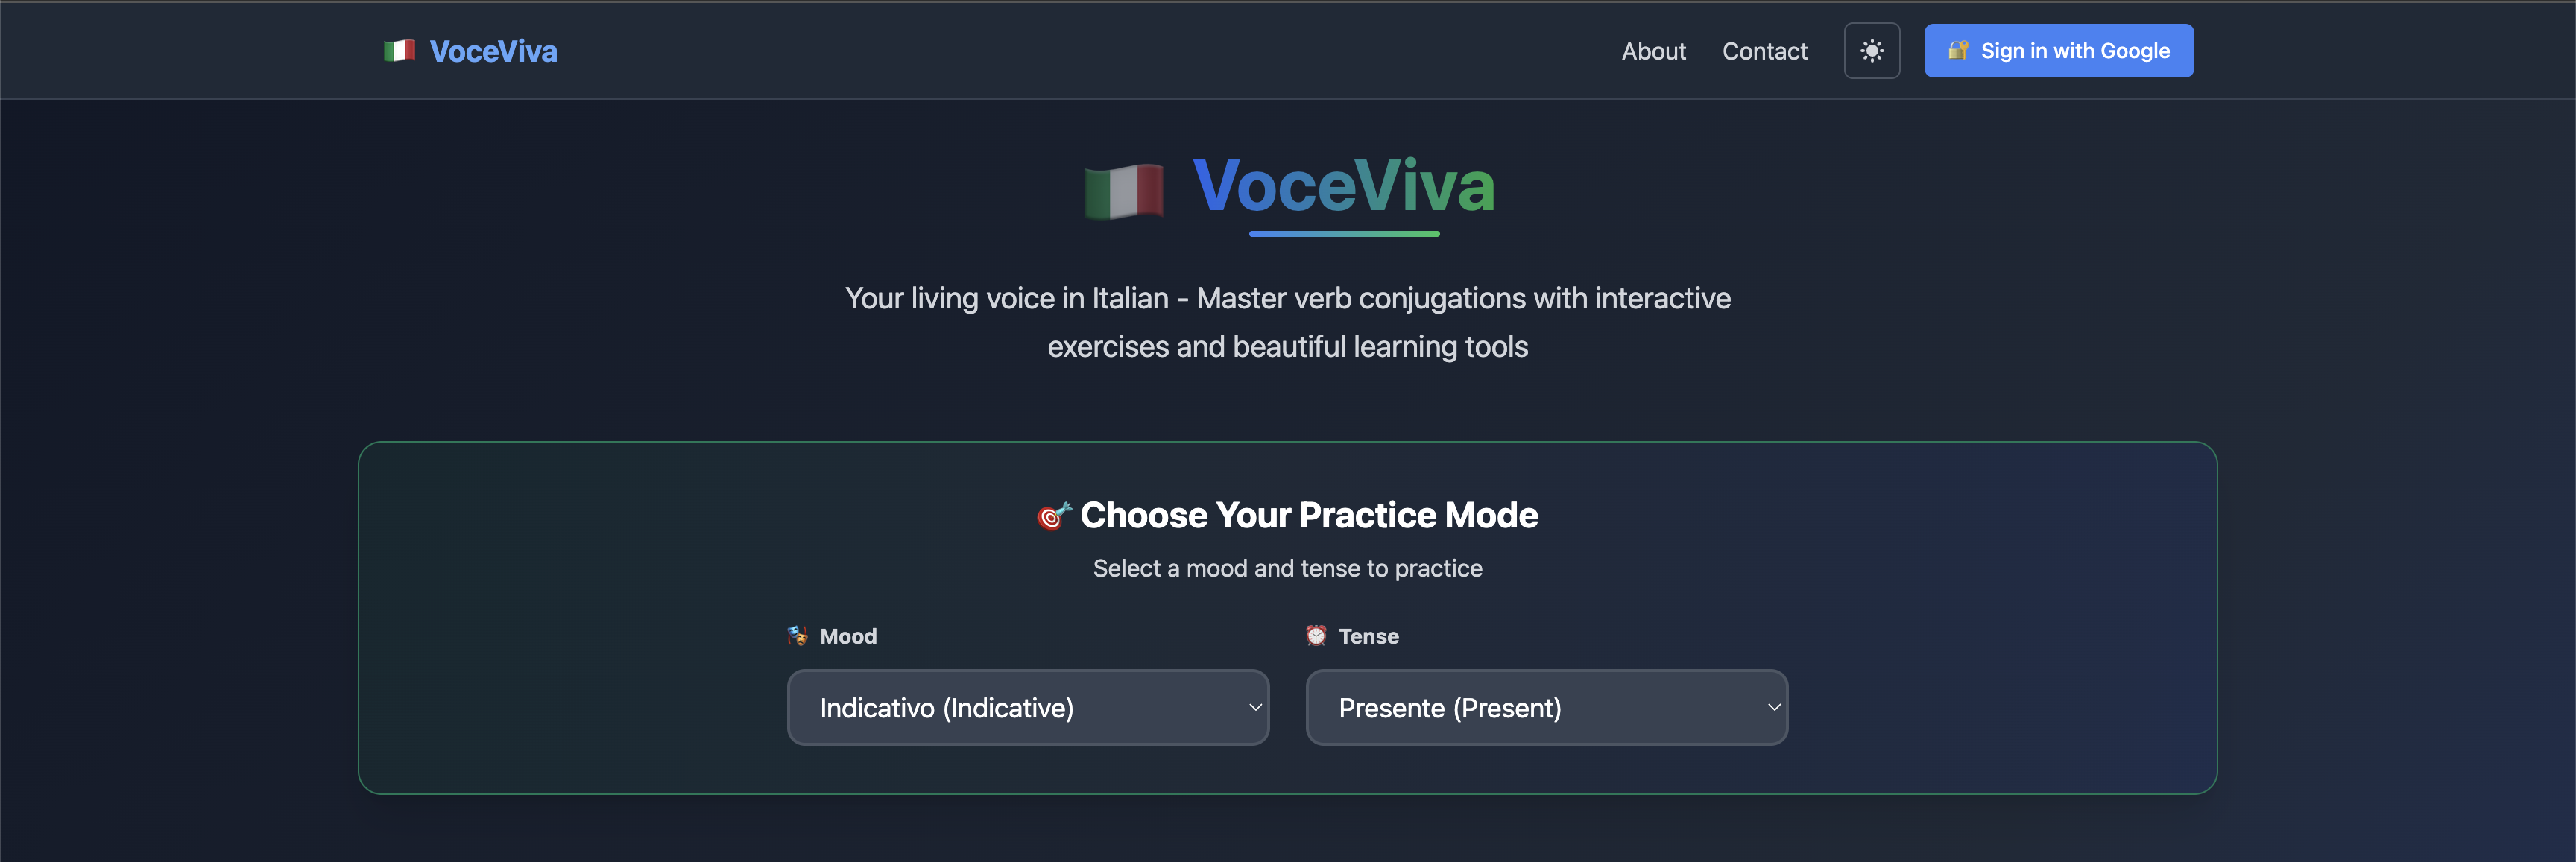 VoceViva
About
Contact
Sign in with Google
VoceViva
Your living voice in Italian - Master verb conjugations with interactive
exercises and beautiful learning tools
Choose Your Practice Mode
Select a mood and tense to practice
Mood
Tense
Indicativo (Indicative)
Presente (Present)